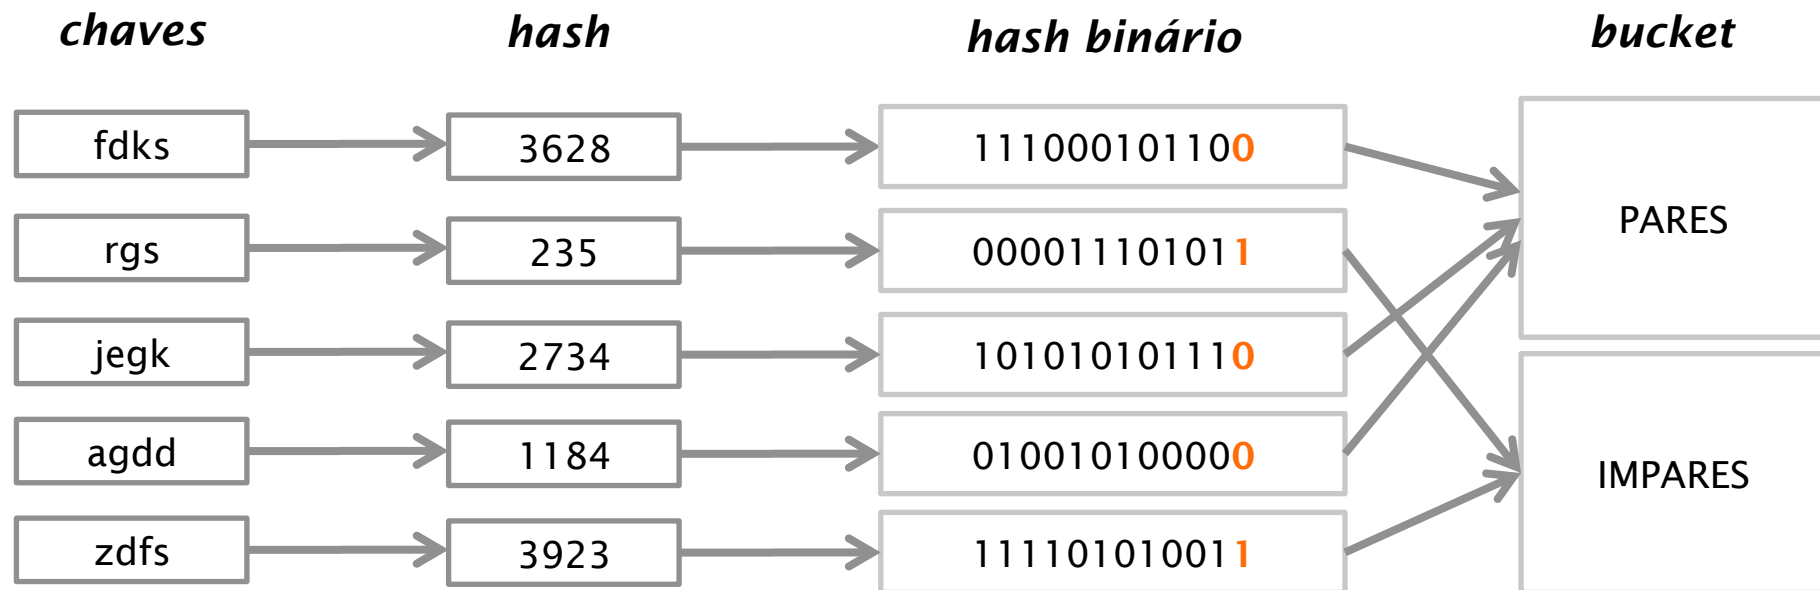 chaves hash hash binário bucket
fdks 3628 111000101100
rgs 235 000011101011
jegk 2734 101010101110
agdd 1184 010010100000
zdfs 3923 111101010011
PARES
IMPARES